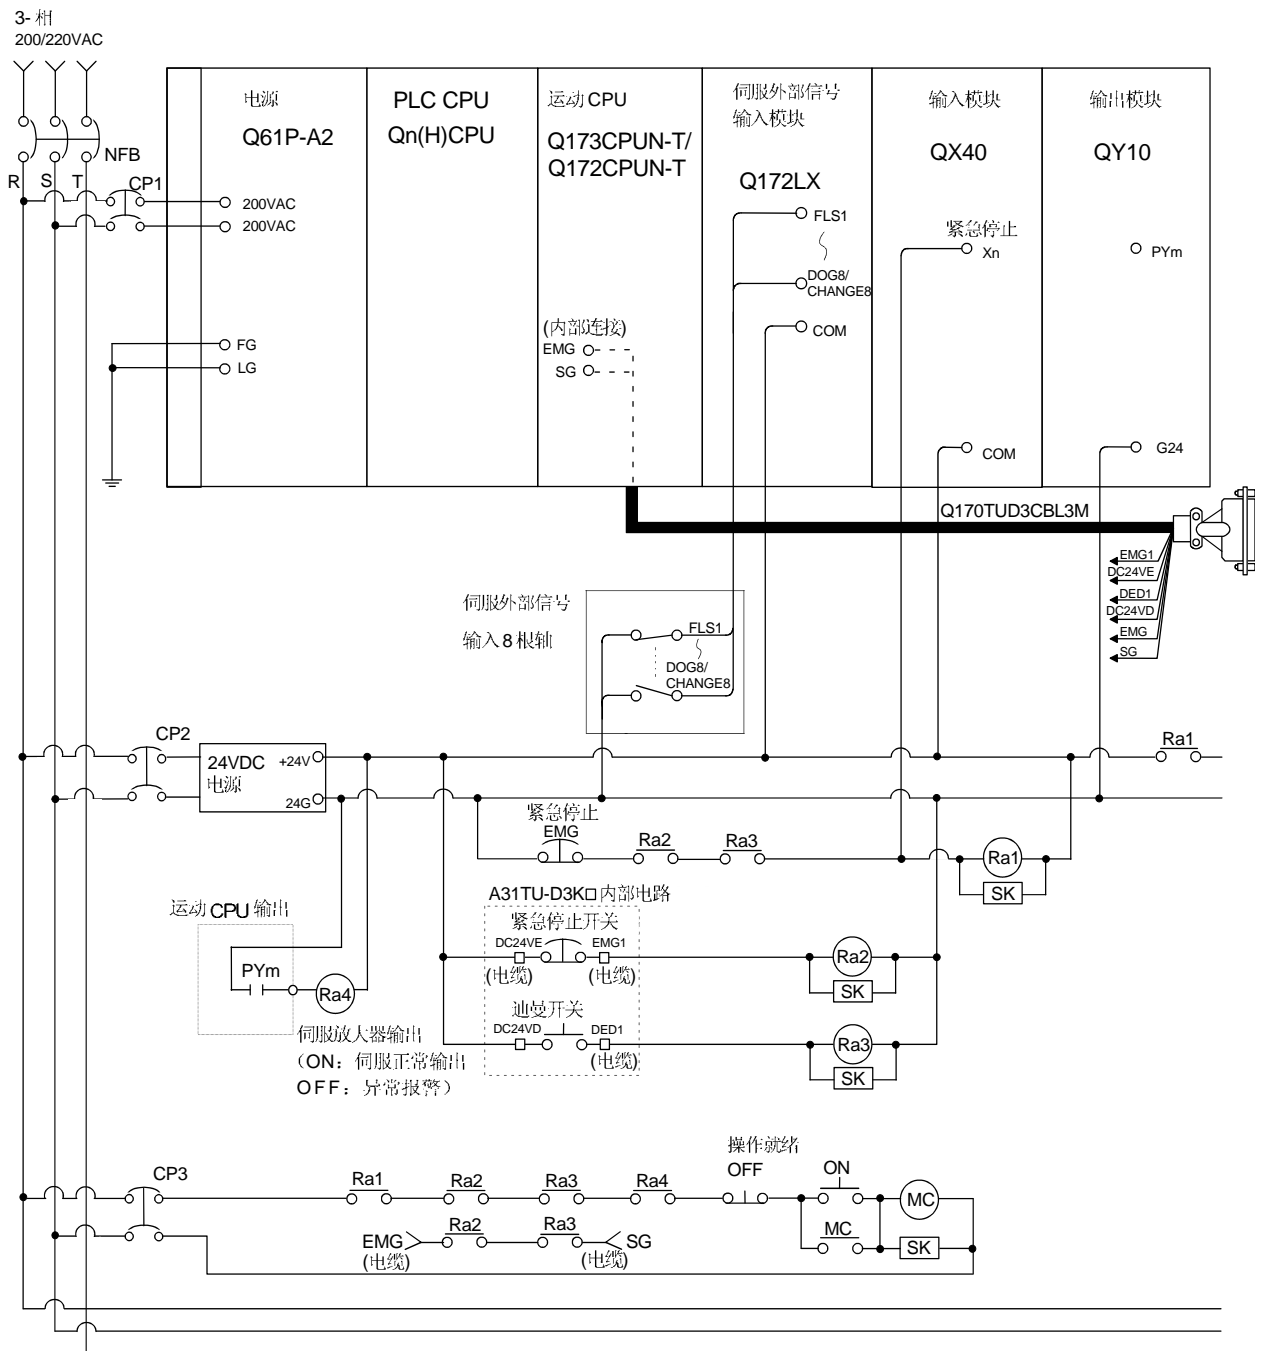 3- 相
200/220VAC
NFB
R
S
T
CP1
电源
Q61P-A2
200VAC
200VAC
FG
LG
PLC CPU
Qn(H)CPU
运动 CPU
Q173CPUN-T/
Q172CPUN-T
(内部连接)
EMG
SG
伺服外部信号
输入模块
Q172LX
FLS1
DOG8/
CHANGE8
COM
输入模块
QX40
紧急停止
Xn
COM
输出模块
QY10
PYm
G24
Q170TUD3CBL3M
EMG1
DC24VE
DED1
DC24VD
EMG
SG
伺服外部信号
输入 8 根轴
FLS1
DOG8/
CHANGE8
CP2
24VDC
电源
+24V
24G
Ra1
紧急停止
EMG
Ra2
Ra3
Ra1
SK
A31TU-D3K□ 内部电路
紧急停止开关
DC24VE
EMG1
(电缆)
(电缆)
Ra2
SK
迪曼开关
DC24VD
DED1
(电缆)
Ra3
SK
运动 CPU 输出
PYm
Ra4
伺服放大器输出
（ON：伺服正常输出
OFF：异常报警）
CP3
Ra1
Ra2
Ra3
Ra4
操作就绪
OFF
ON
MC
EMG
(电缆)
Ra2
Ra3
SG
(电缆)
MC
SK